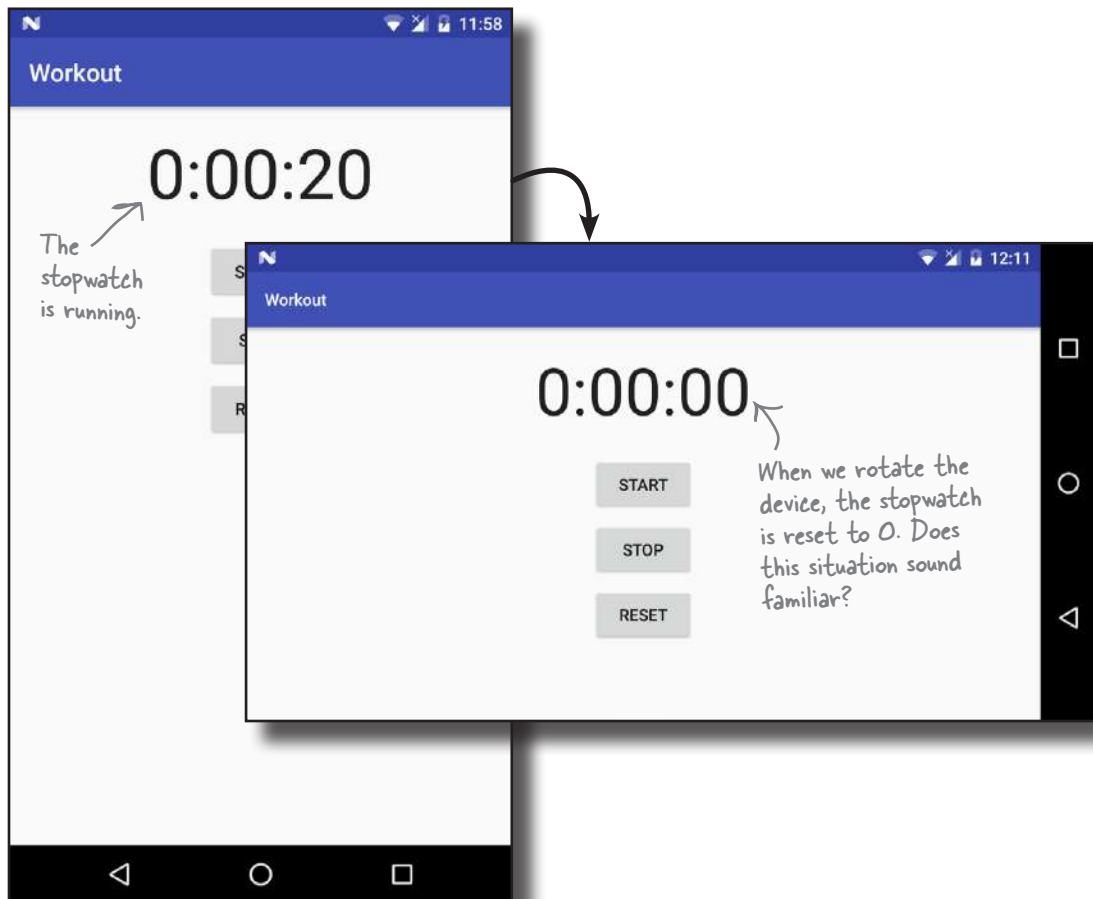 11:58
Workout
0:00:20
The
stopwatch
is running.
S
S
R
12:11
Workout
0:00:00
START
STOP
RESET
When we rotate the
device, the stopwatch
is reset to 0. Does
this situation sound
familiar?